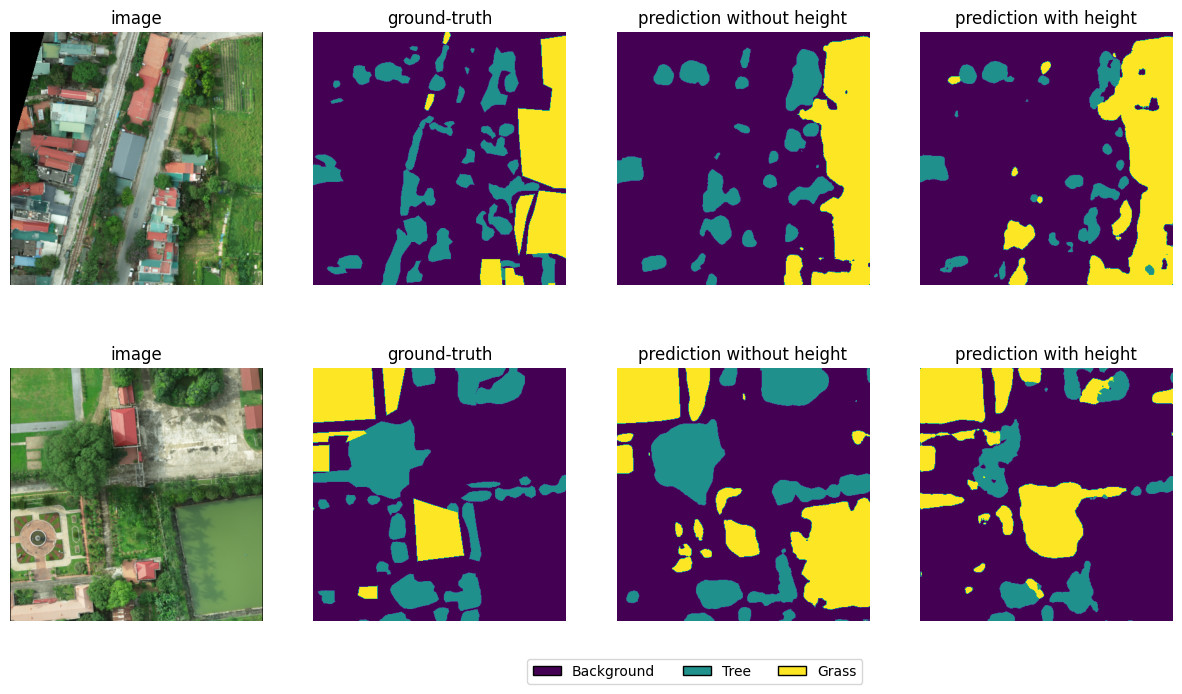 image
ground-truth
prediction without height
prediction with height
image
ground-truth
prediction without height
prediction with height
Background
Tree
Grass